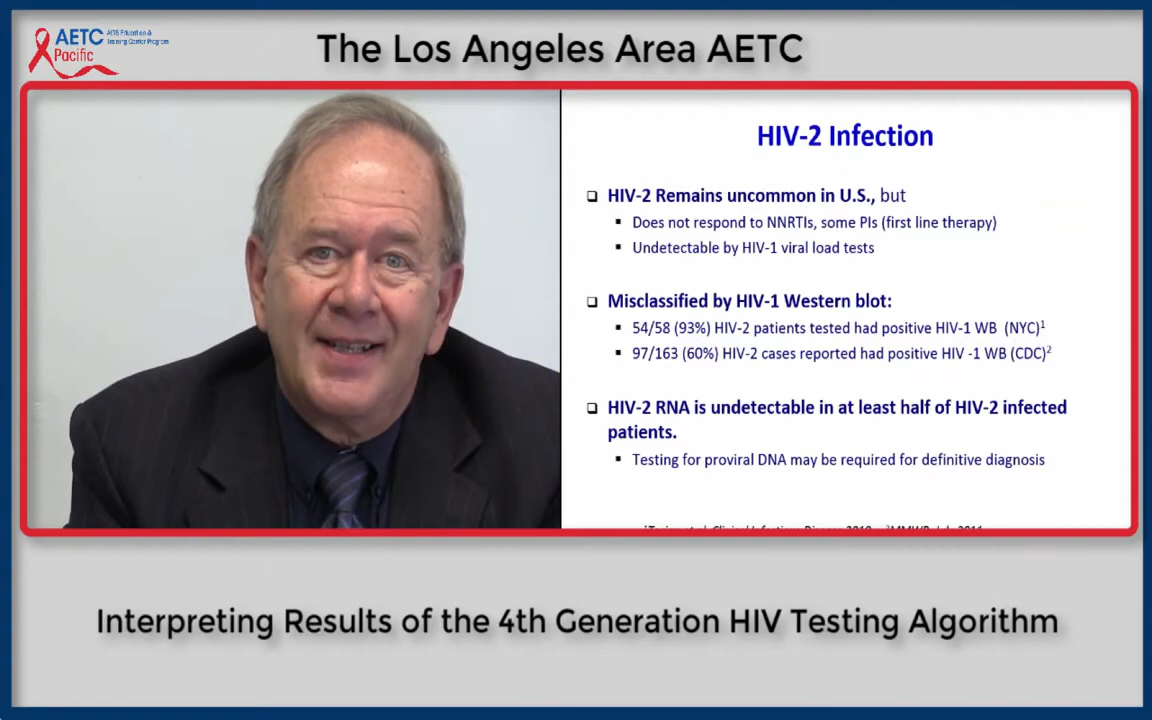 AETC
AIDS Education &
Training Center Program
Pacific
The Los Angeles Area AETC
HIV-2 Infection
HIV-2 Remains uncommon in U.S., but
Does not respond to NNRTIs, some PIs (first line therapy)
Undetectable by HIV-1 viral load tests
Misclassified by HIV-1 Western blot:
54/58 (93%) HIV-2 patients tested had positive HIV-1 WB (NYC)1
97/163 (60%) HIV-2 cases reported had positive HIV -1 WB (CDC)2
HIV-2 RNA is undetectable in at least half of HIV-2 infected
patients.
Testing for proviral DNA may be required for definitive diagnosis
Interpreting Results of the 4th Generation HIV Testing Algorithm